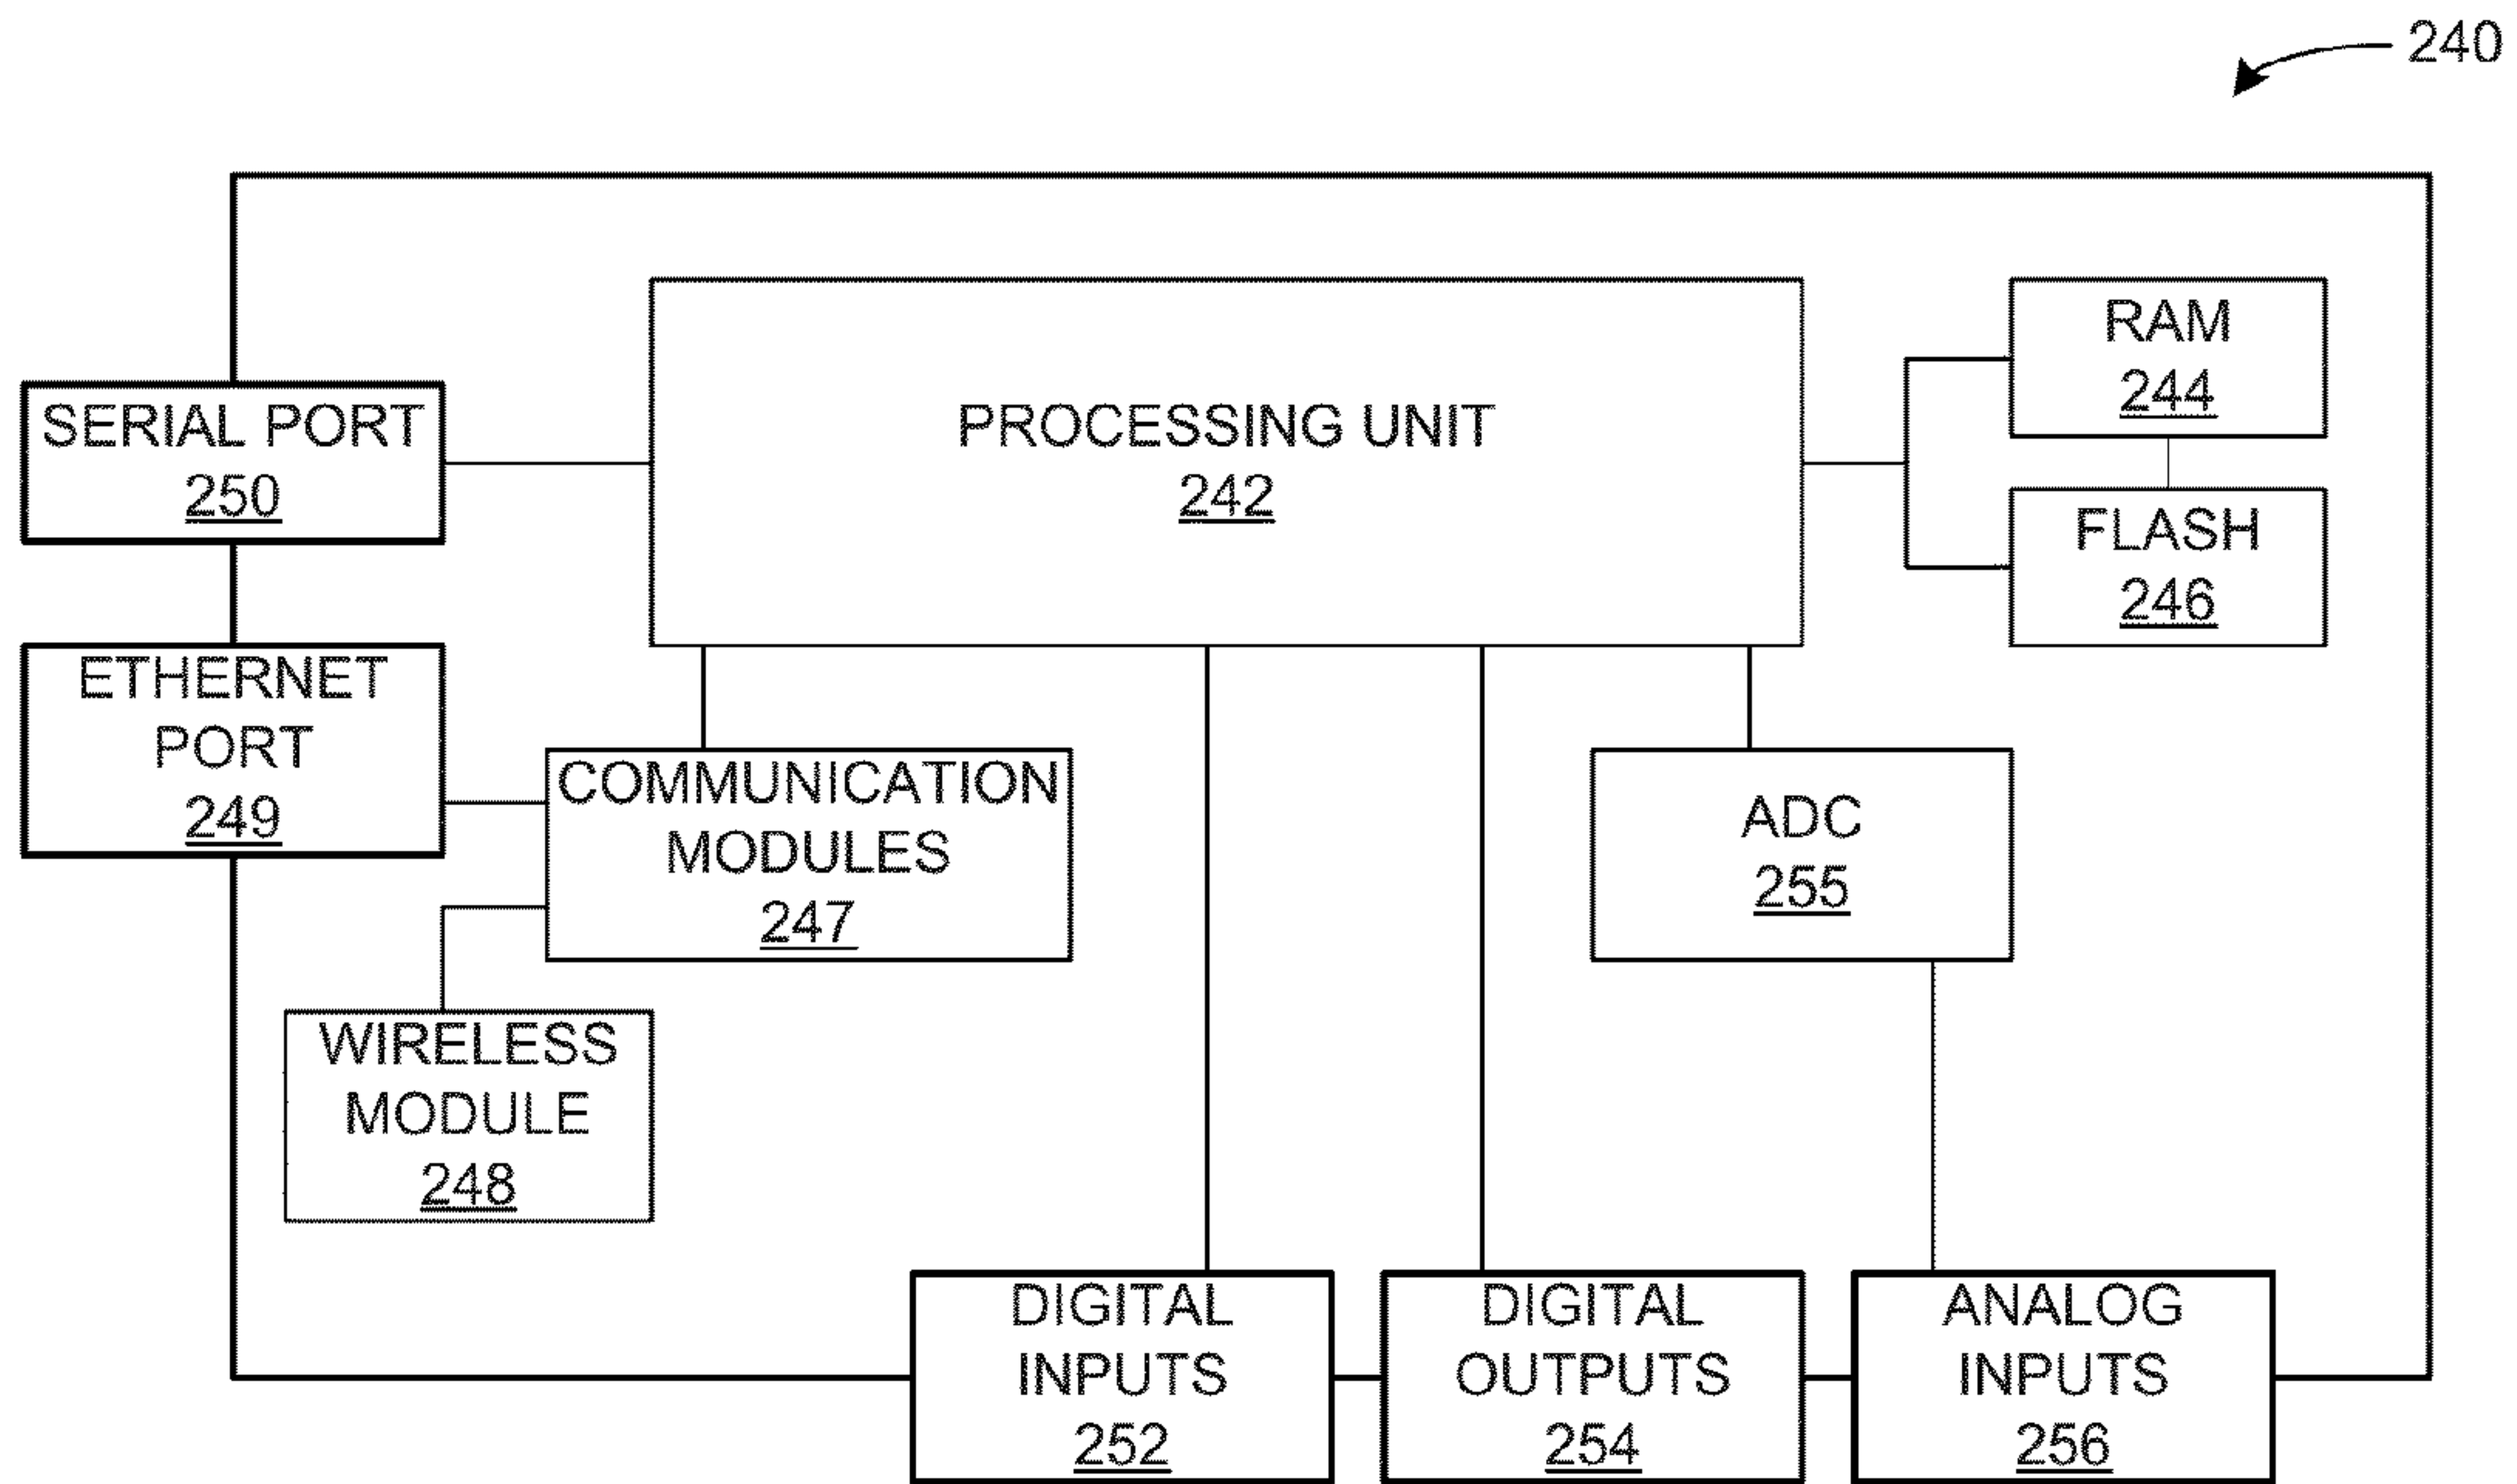 240
RAM
244
SERIAL PORT
250
PROCESSING UNIT
242
FLASH
246
ETHERNET
PORT
249
COMMUNICATION
MODULES
247
ADC
255
WIRELESS
MODULE
248
DIGITAL
INPUTS
252
DIGITAL
OUTPUTS
254
ANALOG
INPUTS
256